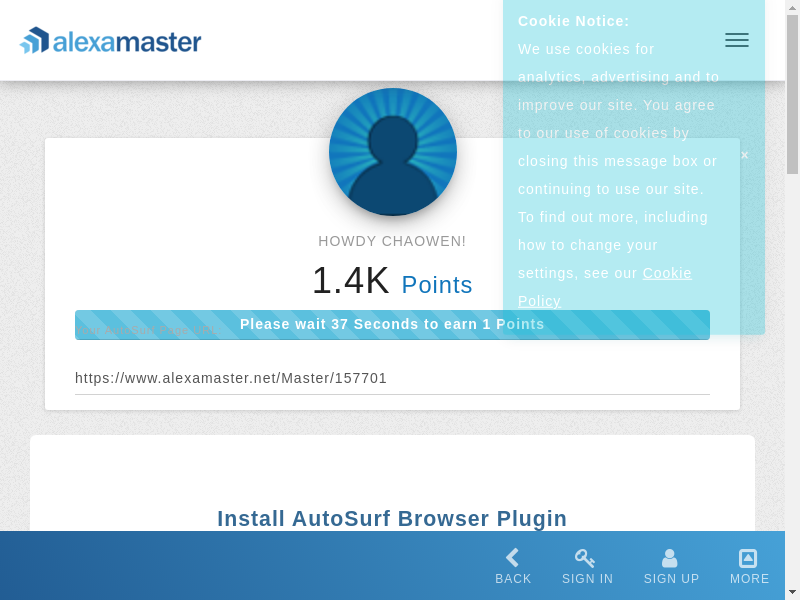 alexamaster
Cookie Notice:
We use cookies for
analytics, advertising and to
improve our site. You agree
to our use of cookies by
closing this message box or
continuing to use our site.
To find out more, including
how to change your
settings, see our Cookie
Policy
×
HOWDY CHAOWEN!
1.4K Points
Please wait 37 Seconds to earn 1 Points
https://www.alexamaster.net/Master/157701
Install AutoSurf Browser Plugin
BACK
SIGN IN
SIGN UP
MORE